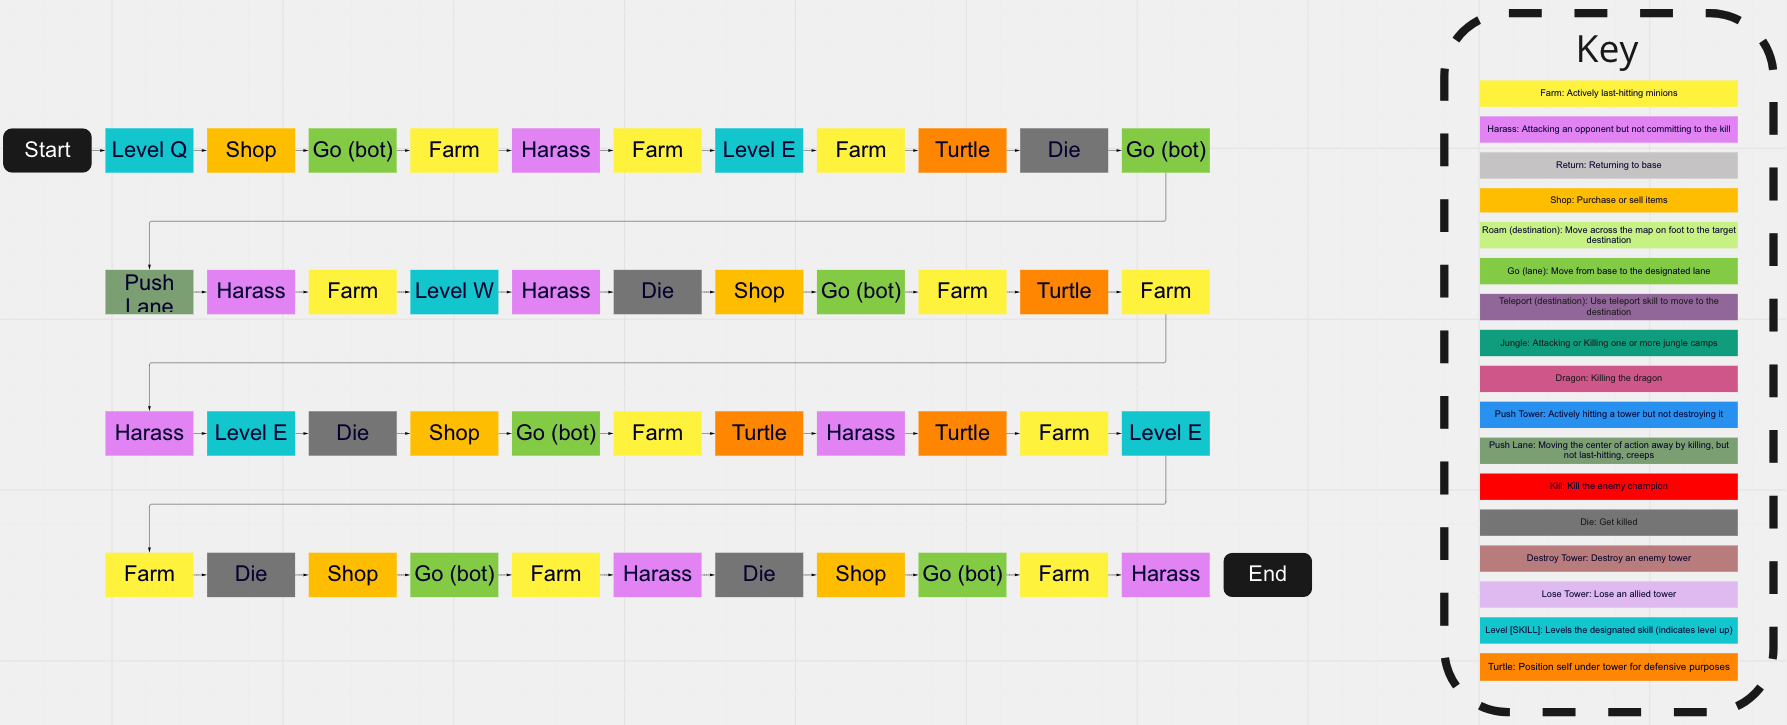 Key
Start Level Q Shop Go (bot) Farm Harass Farm Level E Farm Turtle Die Go (bot)
Push
Lane
Harass Farm Level W Harass Die Shop Go (bot) Farm Turtle Farm
Harass Level E Die Shop Go (bot) Farm Turtle Harass Turtle Farm Level E
Farm Die Shop Go (bot) Farm Harass Die Shop Go (bot) Farm Harass End
Farm: Actively last-hitting minions
Harass: Attacking an opponent but not committing to the kill
Return: Returning to base
Shop: Purchase or sell items
Roam (destination): Move across the map on foot to the target
destination
Go (lane): Move from base to the designated lane
Teleport (destination): Use teleport skill to move to the
destination
Jungle: Attacking or Killing one or more jungle camps
Dragon: Killing the dragon
Push Tower: Actively hitting a tower but not destroying it
Push Lane: Moving the center of action away by killing, but
not last-hitting, creeps
Kill: Kill the enemy champion
Die: Get killed
Destroy Tower: Destroy an enemy tower
Lose Tower: Lose an allied tower
Level [SKILL]: Levels the designated skill (indicates level up)
Turtle: Position self under tower for defensive purposes